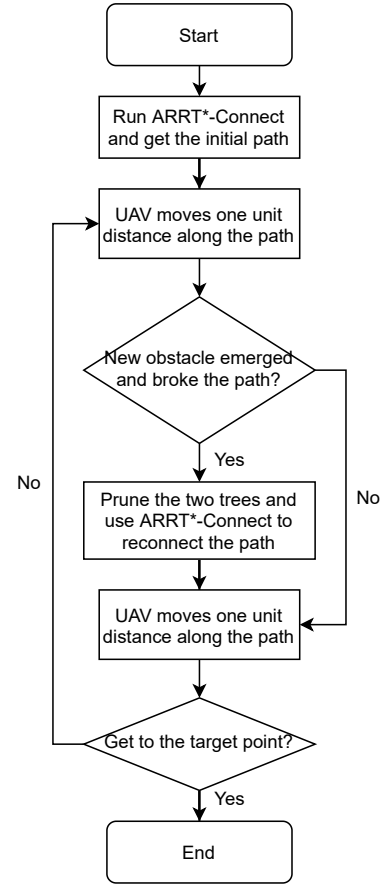 Start
Run ARRT*-Connect
and get the initial path
UAV moves one unit
distance along the path
New obstacle emerged
and broke the path?
Yes
No
No
Prune the two trees and
use ARRT*-Connect to
reconnect the path
UAV moves one unit
distance along the path
Get to the target point?
Yes
End